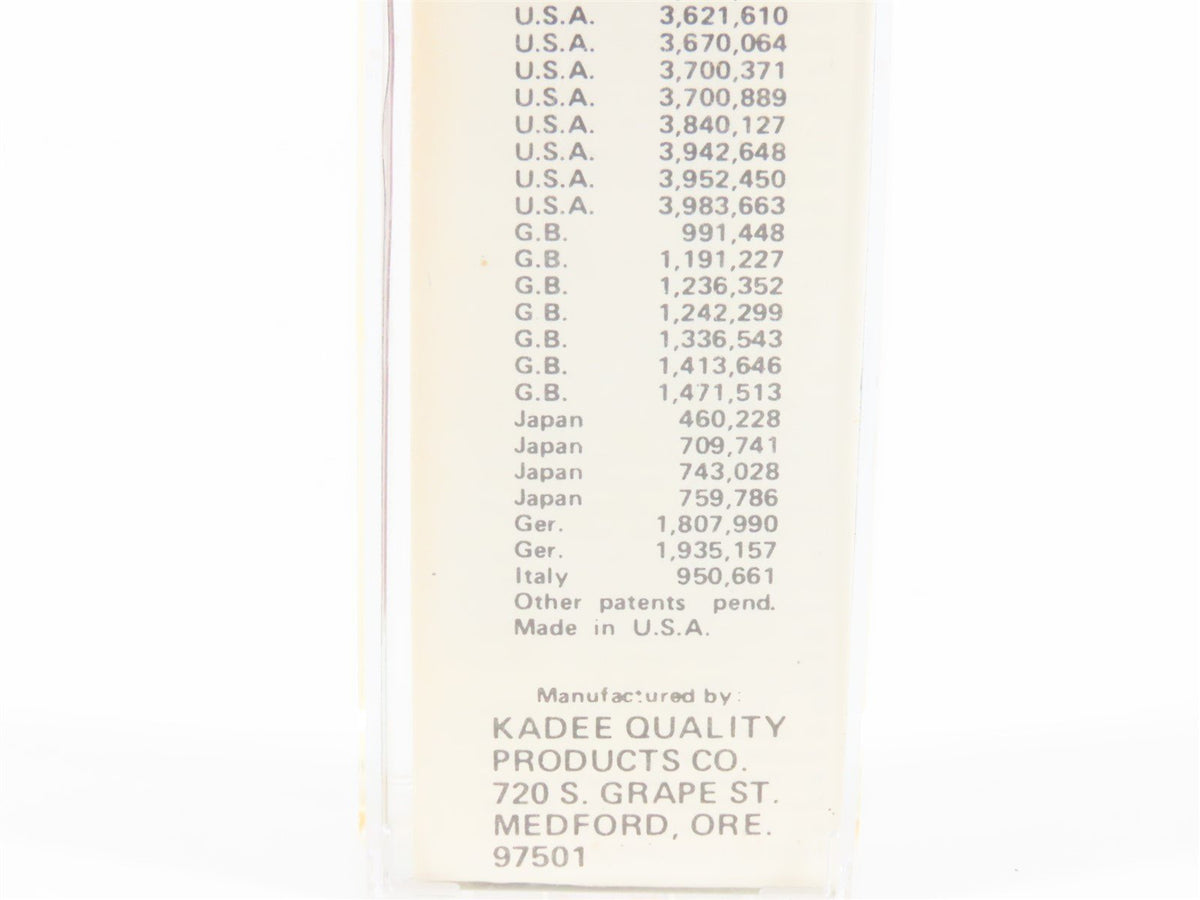 U.S.A. 3,621,610
U.S.A. 3,670,064
U.S.A. 3,700,371
U.S.A. 3,700,889
U.S.A. 3,840,127
U.S.A. 3,942,648
U.S.A. 3,952,450
U.S.A. 3,983,663
G.B. 991,448
G.B. 1,191,227
G.B. 1,236,352
G.B. 1,242,299
G.B. 1,336,543
G.B. 1,413,646
G.B. 1,471,513
Japan 460,228
Japan 709,741
Japan 743,028
Japan 759,786
Ger. 1,807,990
Ger. 1,935,157
Italy 950,661
Other patents pend.
Made in U.S.A.
Manufactured by:
KADEE QUALITY
PRODUCTS CO.
720 S. GRAPE ST.
MEDFORD, ORE.
97501